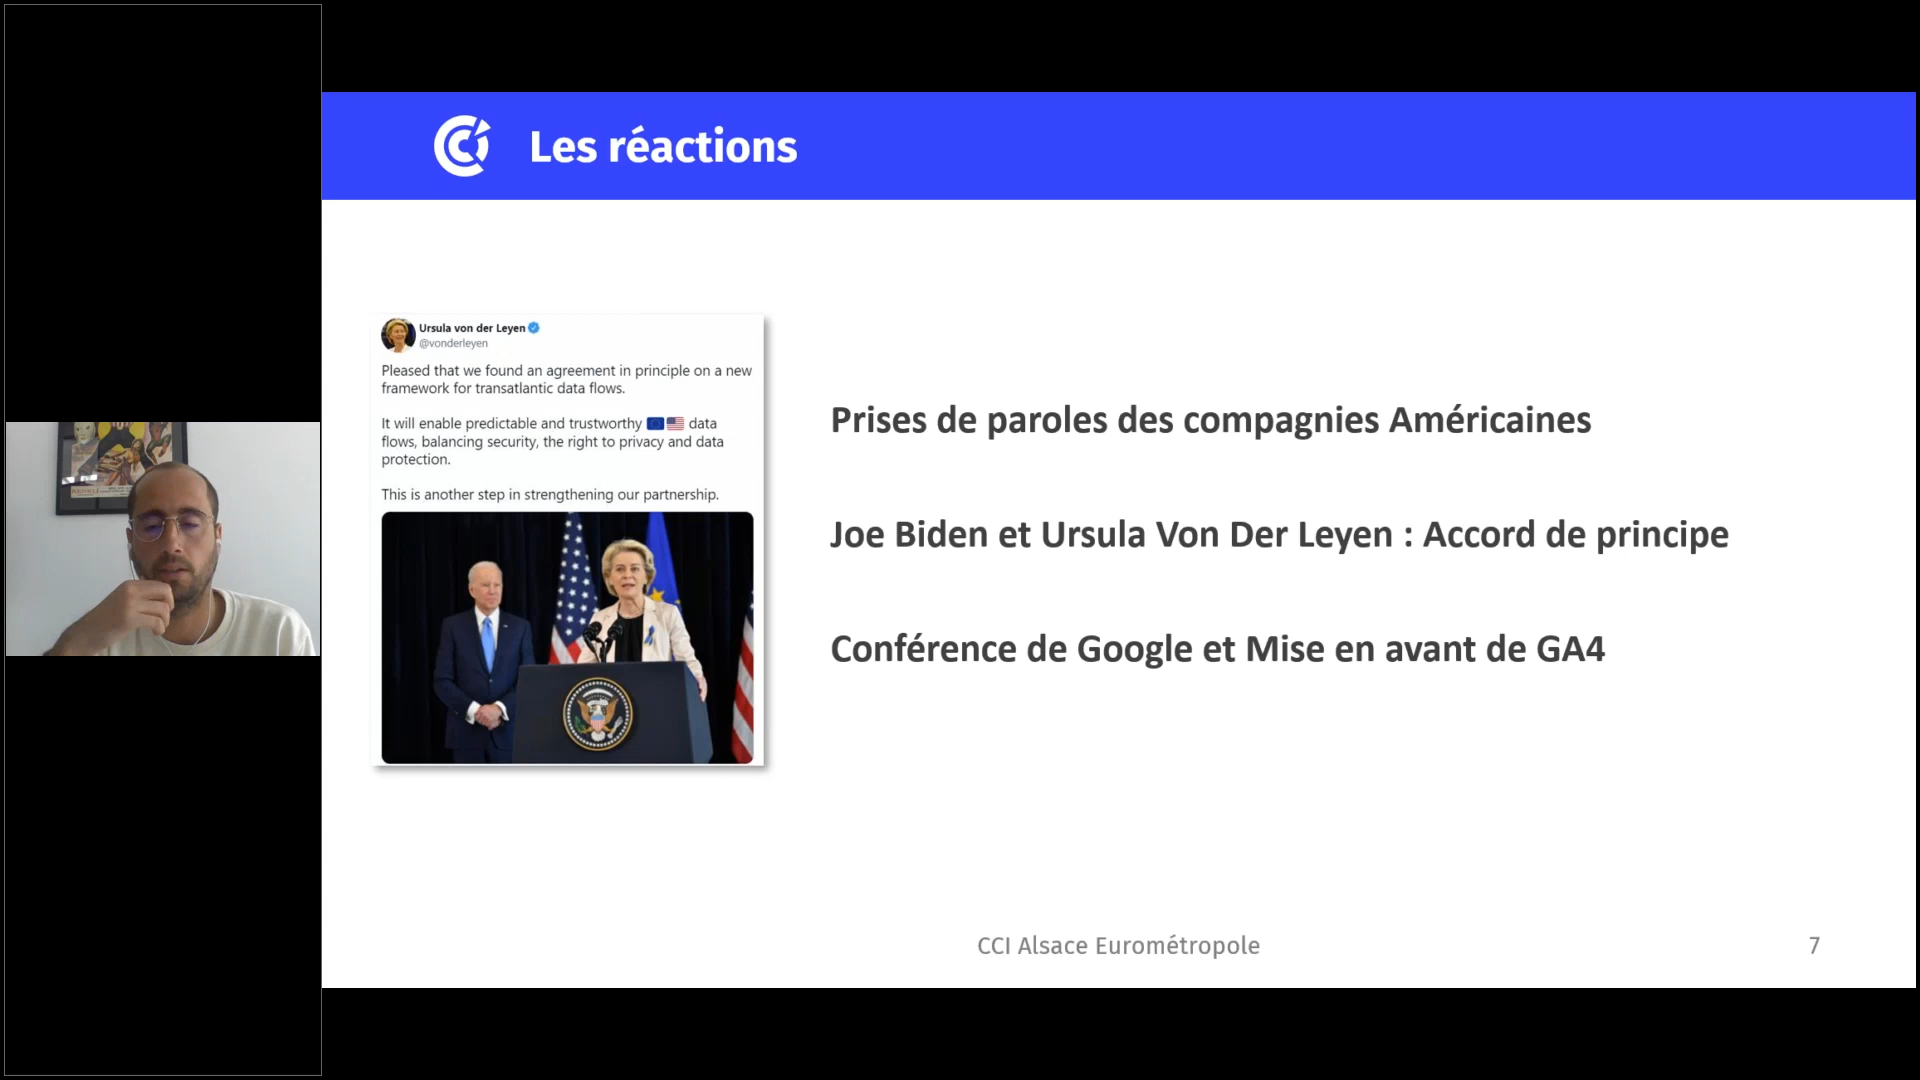 Les réactions
Ursula von der Leyen
@vonderleyen
Pleased that we found an agreement in principle on a new
framework for transatlantic data flows.
It will enable predictable and trustworthy 🇪🇺🇺🇸 data
flows, balancing security, the right to privacy and data
protection.
This is another step in strengthening our partnership.
Prises de paroles des compagnies Américaines
Joe Biden et Ursula Von Der Leyen : Accord de principe
Conférence de Google et Mise en avant de GA4
CCI Alsace Eurométropole
7